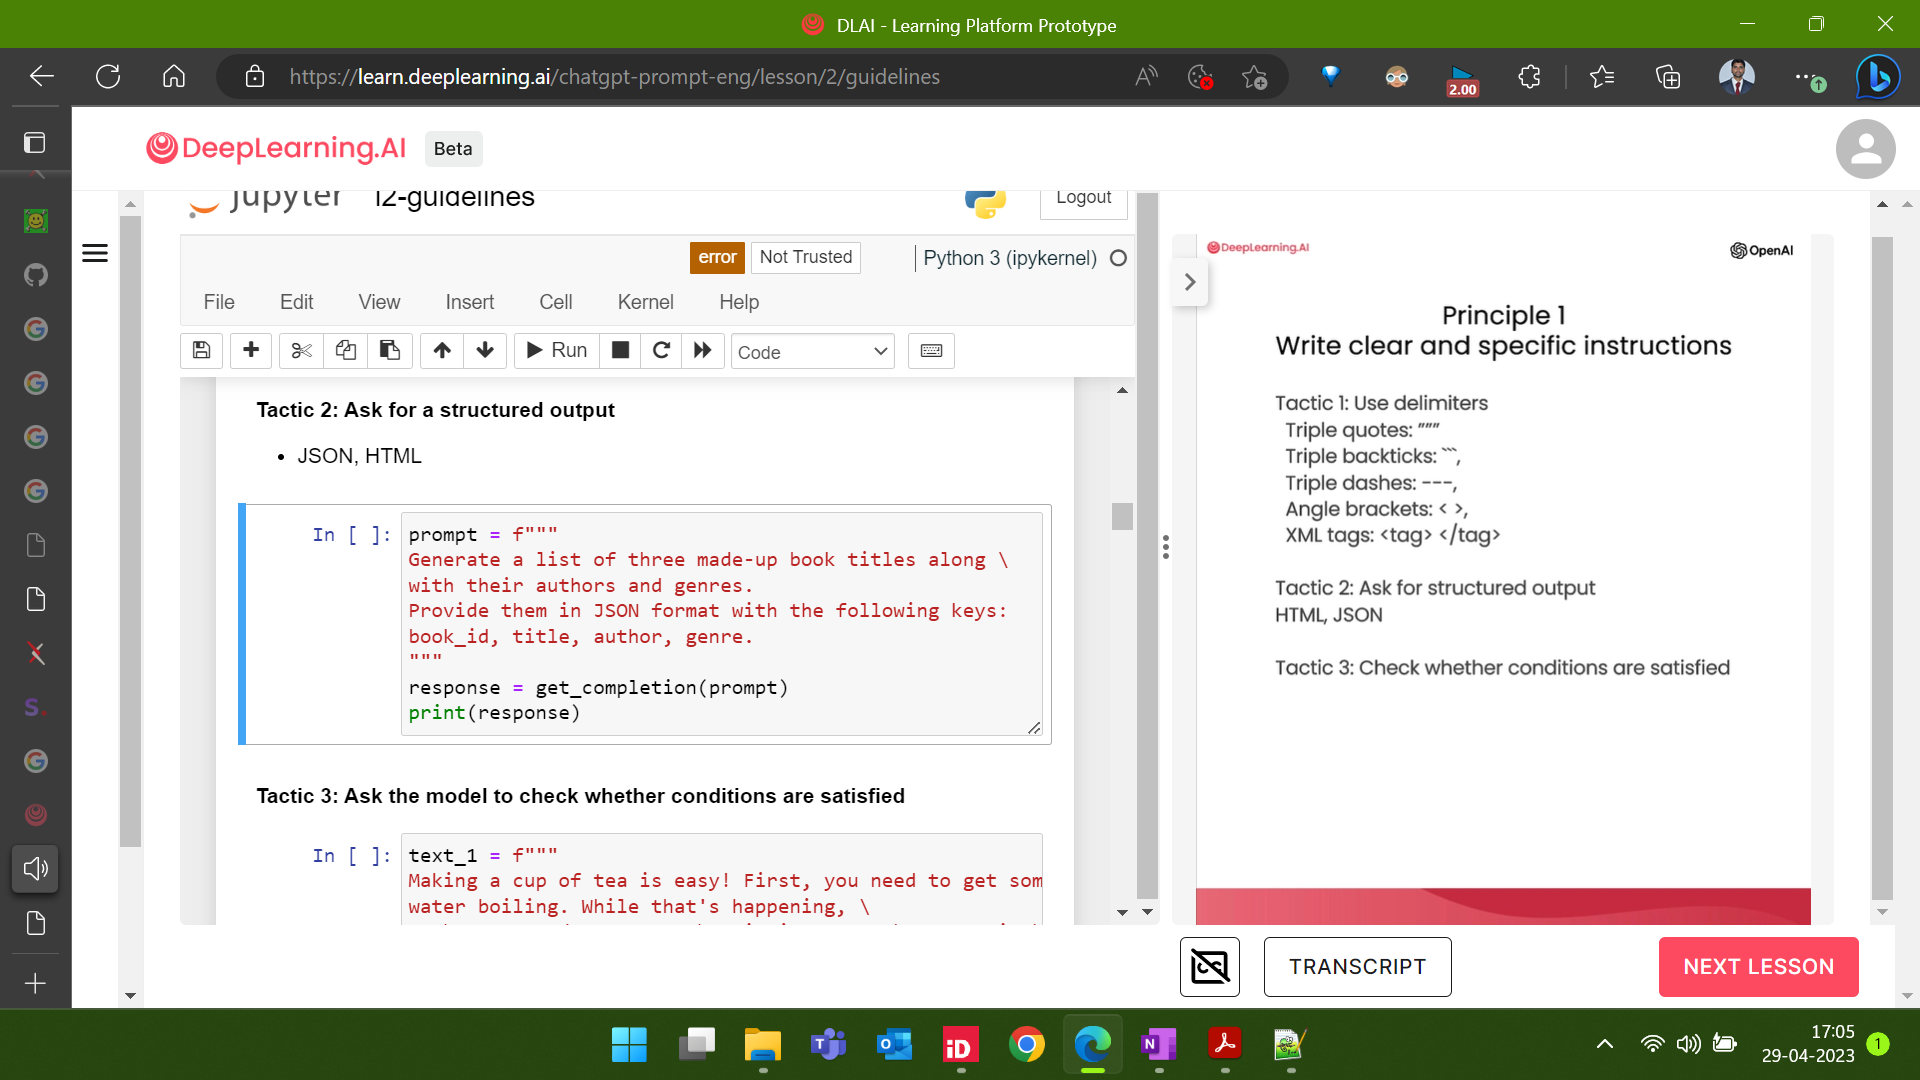 DLAI - Learning Platform Prototype
https://learn.deeplearning.ai/chatgpt-prompt-eng/lesson/2/guidelines
2.00
DeepLearning.AI Beta
jupyter l2-guidelines
Logout
error Not Trusted Python 3 (ipykernel)
File Edit View Insert Cell Kernel Help
Run Code
Tactic 2: Ask for a structured output
• JSON, HTML
In [ ]: prompt = f"""
Generate a list of three made-up book titles along \
with their authors and genres.
Provide them in JSON format with the following keys:
book_id, title, author, genre.
"""
response = get_completion(prompt)
print(response)
Tactic 3: Ask the model to check whether conditions are satisfied
In [ ]: text_1 = f"""
Making a cup of tea is easy! First, you need to get som
water boiling. While that's happening, \
DeepLearning.AI OpenAI
Principle 1
Write clear and specific instructions
Tactic 1: Use delimiters
Triple quotes: """
Triple backticks: ```,
Triple dashes: ---,
Angle brackets: < >,
XML tags: <tag> </tag>
Tactic 2: Ask for structured output
HTML, JSON
Tactic 3: Check whether conditions are satisfied
TRANSCRIPT
NEXT LESSON
17:05
29-04-2023
1